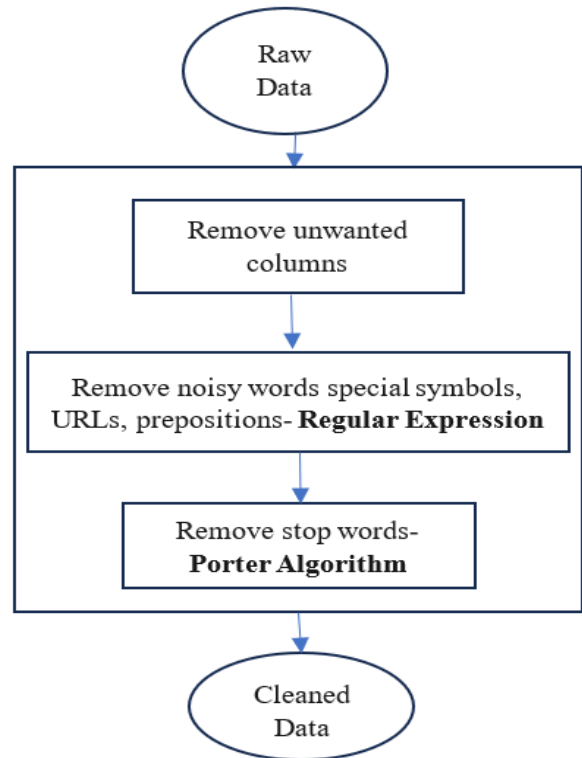 Raw
Data
Remove unwanted
columns
Remove noisy words special symbols,
URLs, prepositions- Regular Expression
Remove stop words-
Porter Algorithm
Cleaned
Data